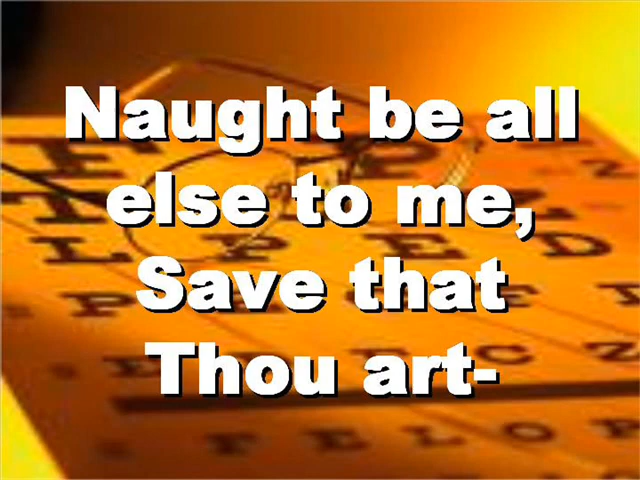 Naught be all
else to me,
Save that
Thou art-